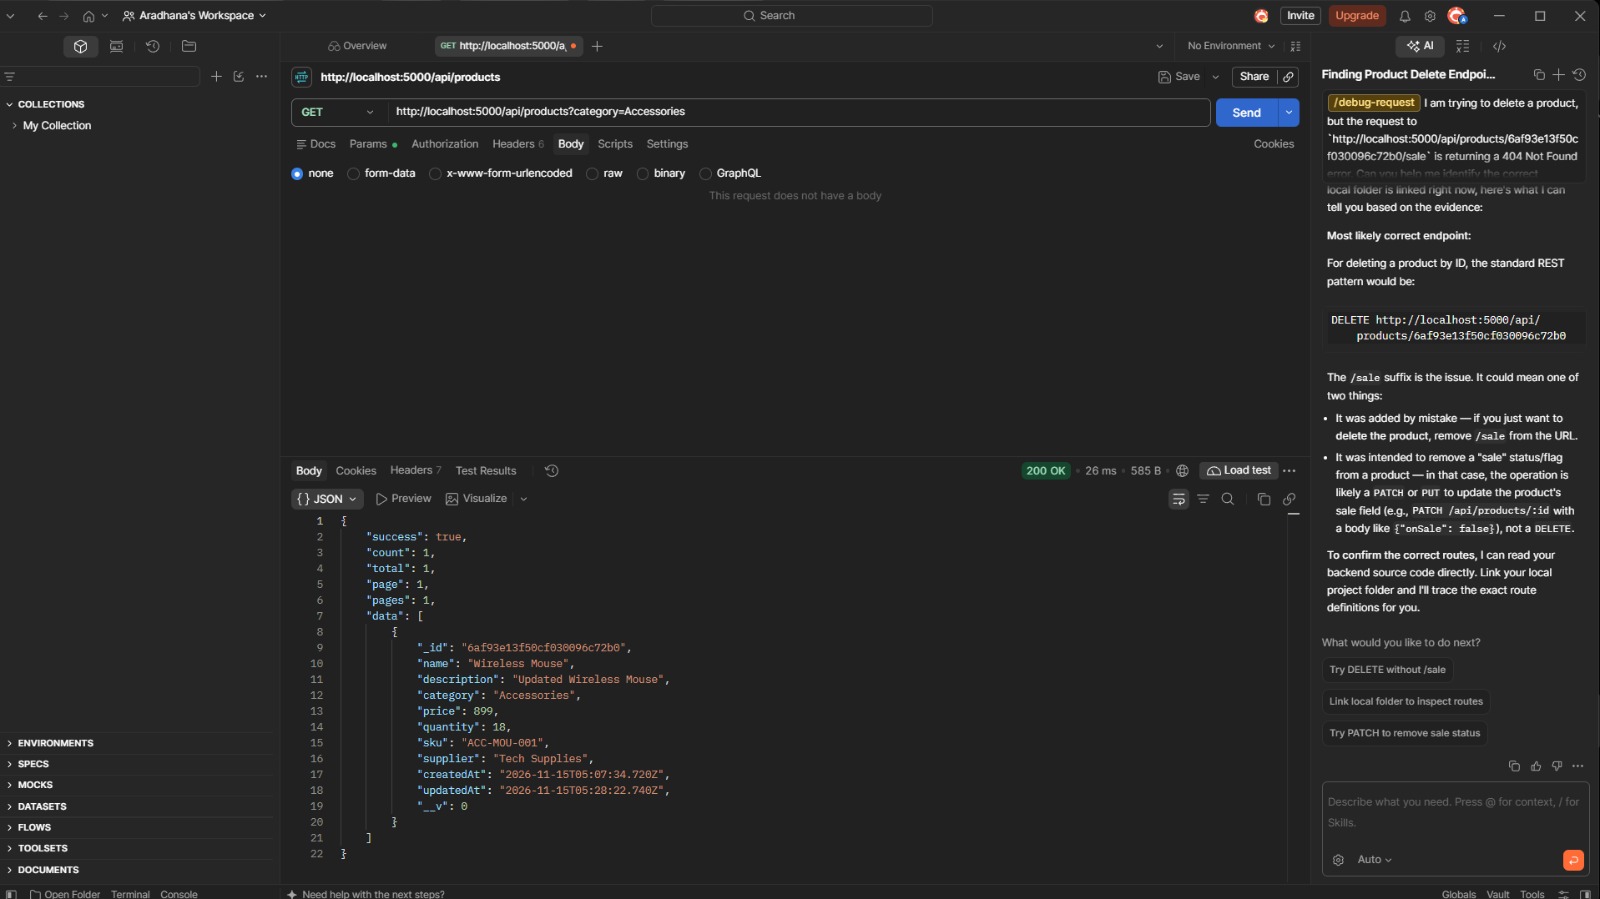 Aradhana's Workspace
Search
Invite
Upgrade
Overview
GET http://localhost:5000/a
No Environment
AI
http://localhost:5000/api/products
Save
Share
Finding Product Delete Endpoi...
COLLECTIONS
My Collection
GET
http://localhost:5000/api/products?category=Accessories
Send
Docs
Params
Authorization
Headers 6
Body
Scripts
Settings
Cookies
none
form-data
x-www-form-urlencoded
raw
binary
GraphQL
This request does not have a body
Body
Cookies
Headers 7
Test Results
200 OK
26 ms
585 B
Load test
{ } JSON
Preview
Visualize
1 {
2 "success": true,
3 "count": 1,
4 "total": 1,
5 "page": 1,
6 "pages": 1,
7 "data": [
8 {
9 "_id": "6af93e13f50cf030096c72b0",
10 "name": "Wireless Mouse",
11 "description": "Updated Wireless Mouse",
12 "category": "Accessories",
13 "price": 899,
14 "quantity": 18,
15 "sku": "ACC-MOU-001",
16 "supplier": "Tech Supplies",
17 "createdAt": "2026-11-15T05:07:34.720Z",
18 "updatedAt": "2026-11-15T05:28:22.740Z",
19 "__v": 0
20 }
21 ]
22 }
/debug-request I am trying to delete a product,
but the request to
`http://localhost:5000/api/products/6af93e13f50c
f030096c72b0/sale` is returning a 404 Not Found
error. Can you help me identify the correct
local folder is linked right now, here's what I can
tell you based on the evidence:
Most likely correct endpoint:
For deleting a product by ID, the standard REST
pattern would be:
DELETE http://localhost:5000/api/
products/6af93e13f50cf030096c72b0
The /sale suffix is the issue. It could mean one of
two things:
• It was added by mistake — if you just want to
delete the product, remove /sale from the URL.
• It was intended to remove a "sale" status/flag
from a product — in that case, the operation is
likely a PATCH or PUT to update the product's
sale field (e.g., PATCH /api/products/:id with
a body like {"onSale": false}), not a DELETE.
To confirm the correct routes, I can read your
backend source code directly. Link your local
project folder and I'll trace the exact route
definitions for you.
What would you like to do next?
Try DELETE without /sale
Link local folder to inspect routes
Try PATCH to remove sale status
Describe what you need. Press @ for context, / for
Skills.
Auto
ENVIRONMENTS
SPECS
MOCKS
DATASETS
FLOWS
TOOLSETS
DOCUMENTS
Open Folder
Terminal
Console
Need help with the next steps?
Globals
Vault
Tools